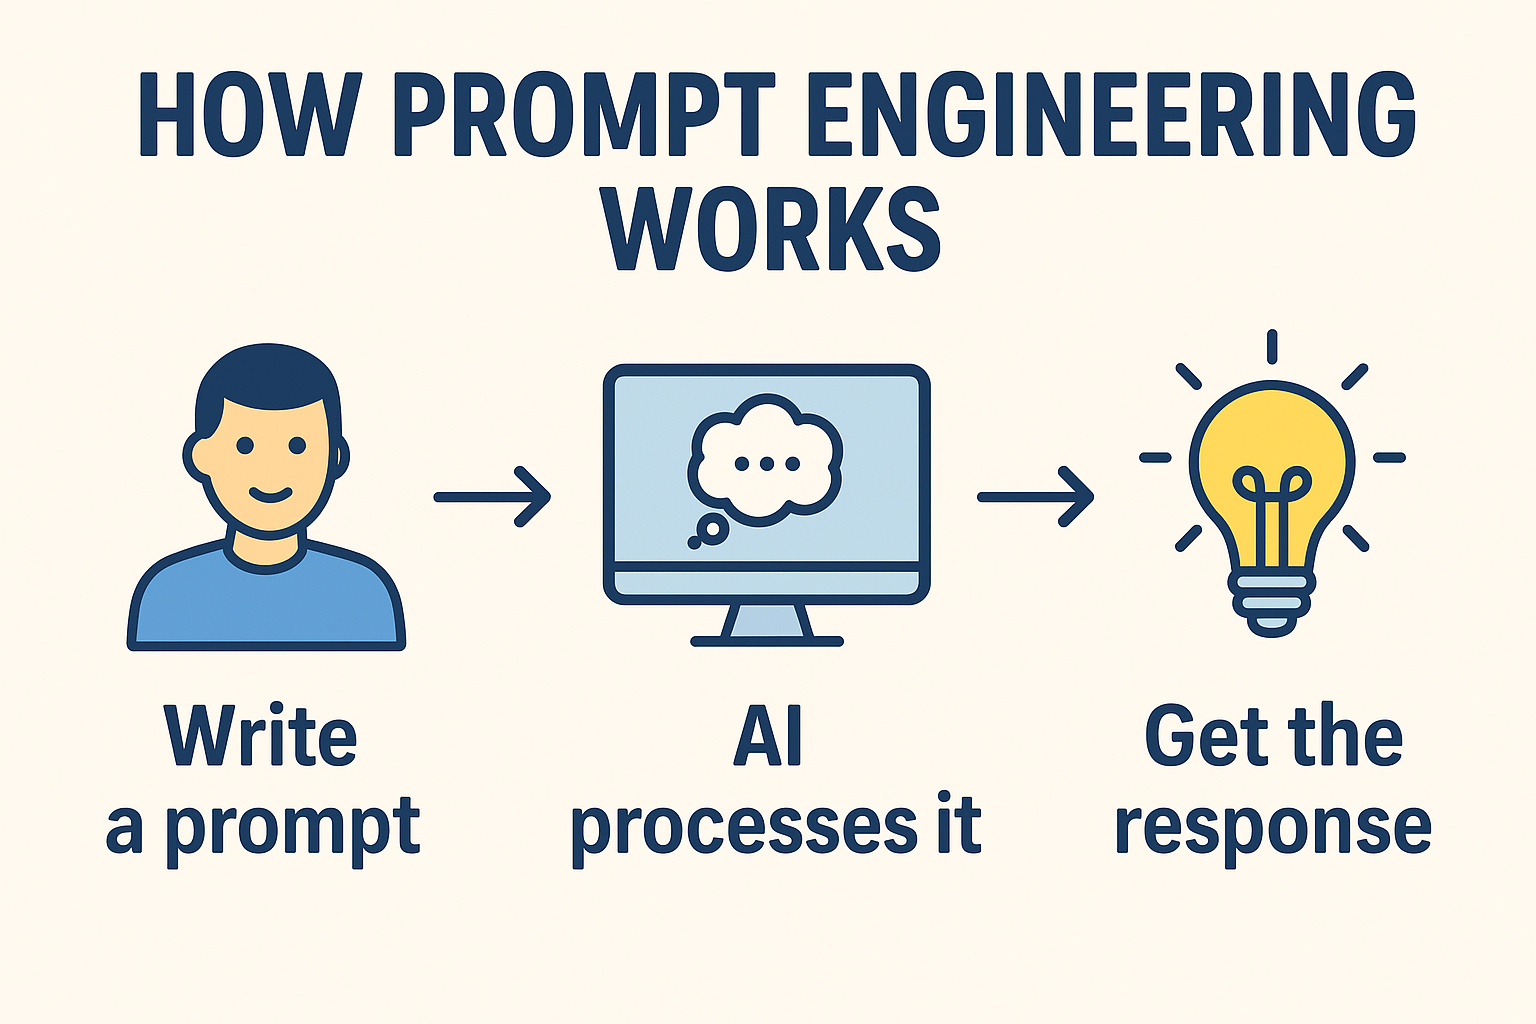 HOW PROMPT ENGINEERING
WORKS
Write
a prompt
AI
processes it
Get the
response